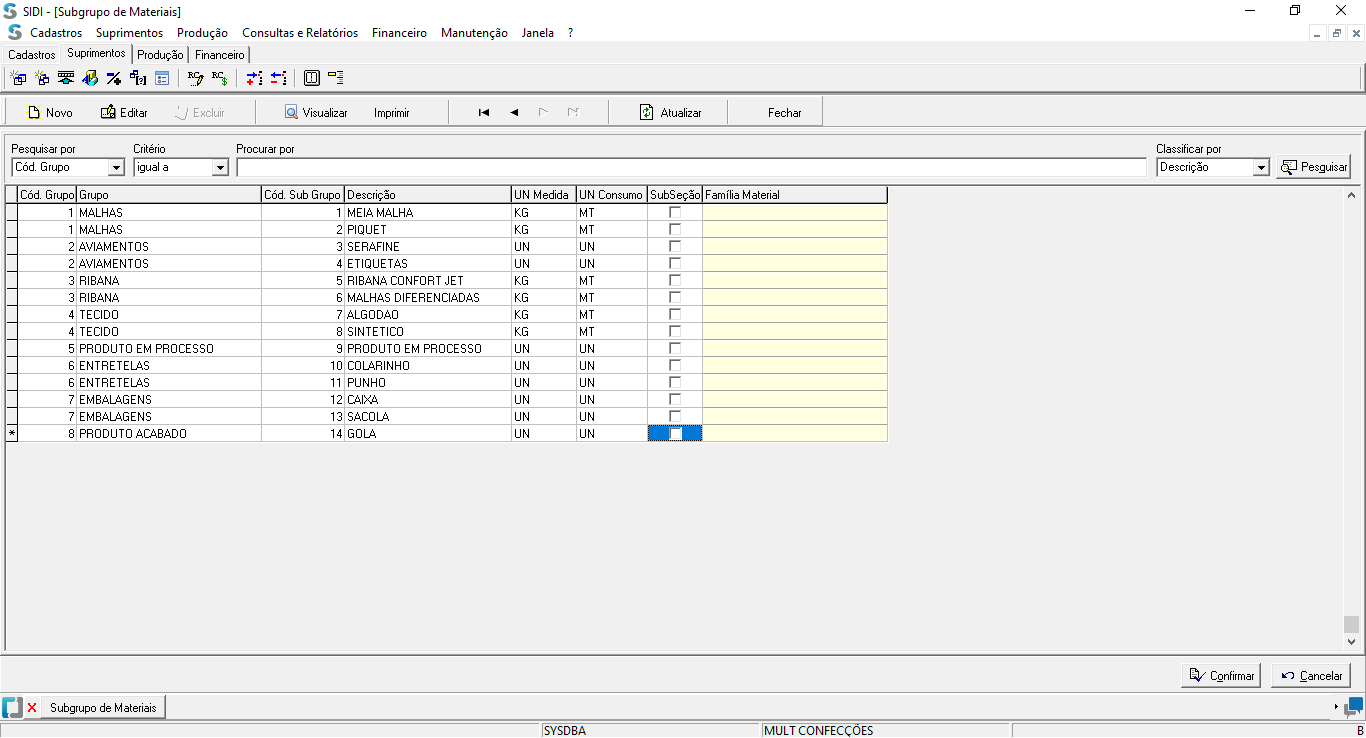 SIDI - [Subgrupo de Materiais]
Cadastros Suprimentos Produção Consultas e Relatórios Financeiro Manutenção Janela ?
Cadastros Suprimentos Produção Financeiro
Novo Editar Excluir Visualizar Imprimir Atualizar Fechar
Pesquisar por Critério Procurar por Classificar por
Cód. Grupo igual a Descrição Pesquisar
Cód. Grupo Grupo Cód. Sub Grupo Descrição UN Medida UN Consumo SubSeção Família Material
1 MALHAS 1 MEIA MALHA KG MT
1 MALHAS 2 PIQUET KG MT
2 AVIAMENTOS 3 SERAFINE UN UN
2 AVIAMENTOS 4 ETIQUETAS UN UN
3 RIBANA 5 RIBANA CONFORT JET KG MT
3 RIBANA 6 MALHAS DIFERENCIADAS KG MT
4 TECIDO 7 ALGODAO KG MT
4 TECIDO 8 SINTETICO KG MT
5 PRODUTO EM PROCESSO 9 PRODUTO EM PROCESSO UN UN
6 ENTRETELAS 10 COLARINHO UN UN
6 ENTRETELAS 11 PUNHO UN UN
7 EMBALAGENS 12 CAIXA UN UN
7 EMBALAGENS 13 SACOLA UN UN
* 8 PRODUTO ACABADO 14 GOLA UN UN
Confirmar Cancelar
Subgrupo de Materiais
SYSDBA MULT CONFECÇÕES B